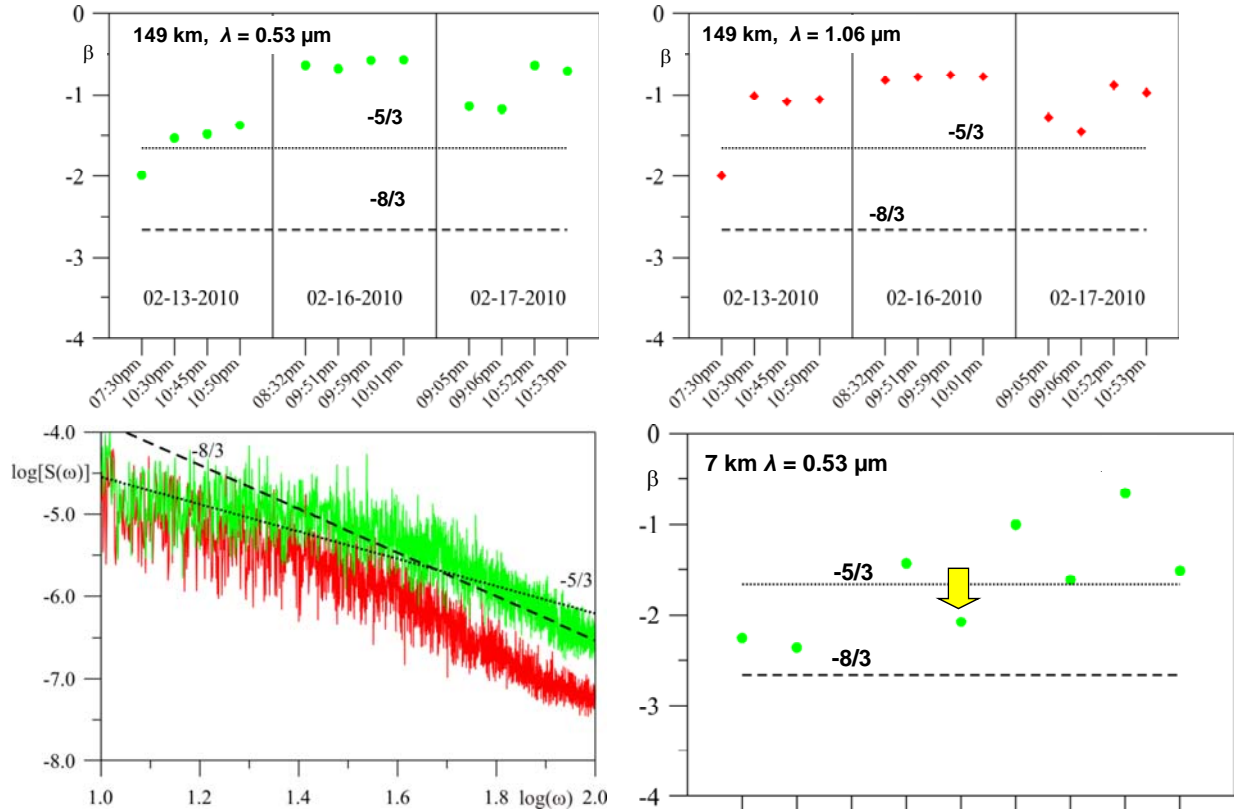 0
149 km, λ = 0.53 µm
β
-1
-5/3
-2
-8/3
-3
02-13-2010
02-16-2010
02-17-2010
-4
07:30pm
10:30pm
10:45pm
10:50pm
08:32pm
09:51pm
09:59pm
10:01pm
09:05pm
09:06pm
10:52pm
10:53pm
0
149 km, λ = 1.06 µm
β
-1
-5/3
-2
-8/3
-3
02-13-2010
02-16-2010
02-17-2010
-4
07:30pm
10:30pm
10:45pm
10:50pm
08:32pm
09:51pm
09:59pm
10:01pm
09:05pm
09:06pm
10:52pm
10:53pm
-4.0
log[S(ω)]
-8/3
-5.0
-5/3
-6.0
-7.0
-8.0
1.0
1.2
1.4
1.6
1.8
2.0
log(ω)
0
7 km λ = 0.53 µm
β
-1
-5/3
-2
-8/3
-3
-4